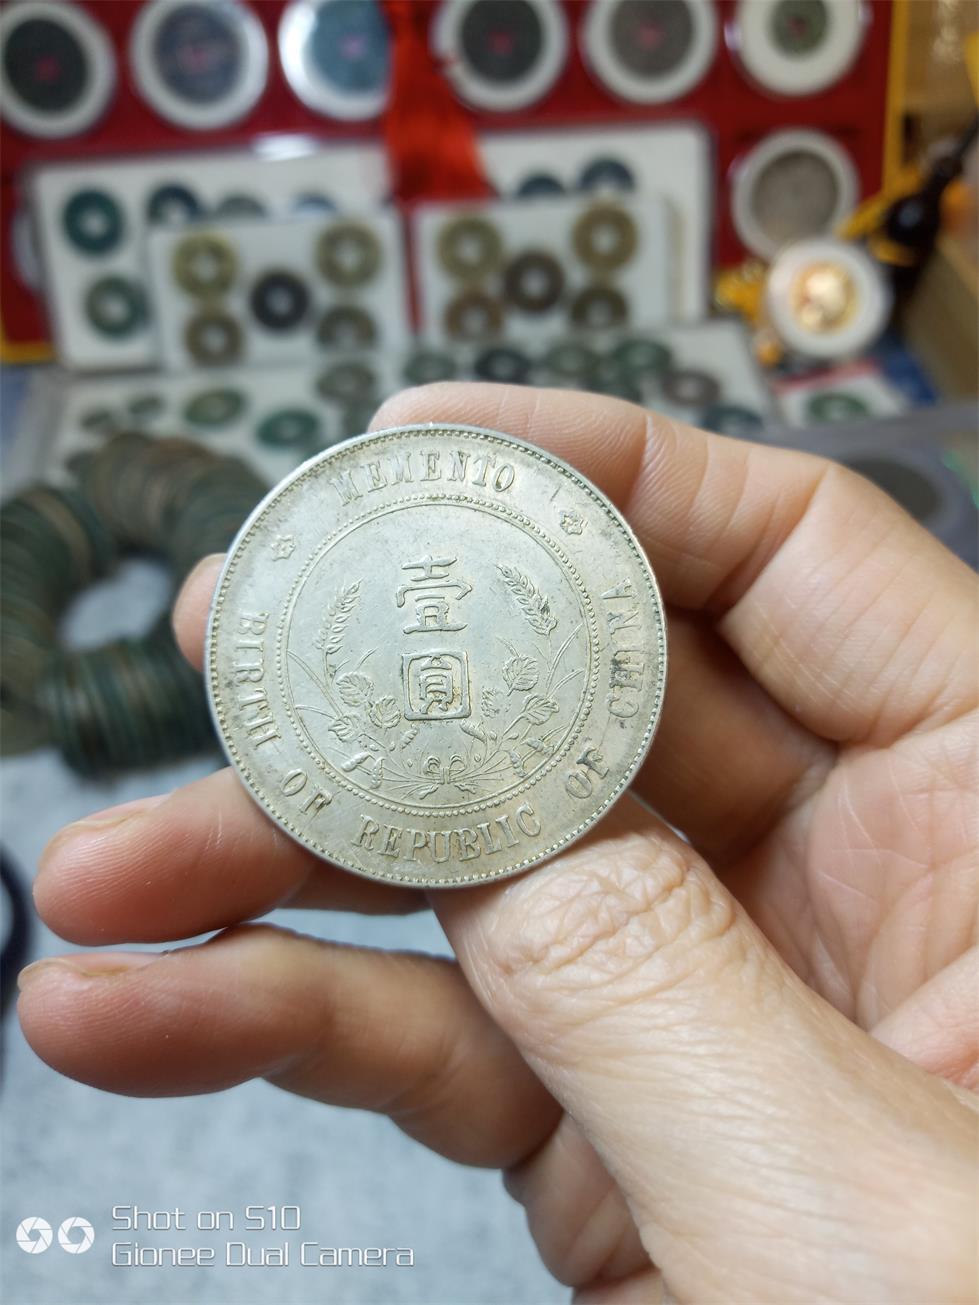 MEMENTO
壹
圓
BIRTH OF REPUBLIC OF CHINA
Shot on S10
Gionee Dual Camera